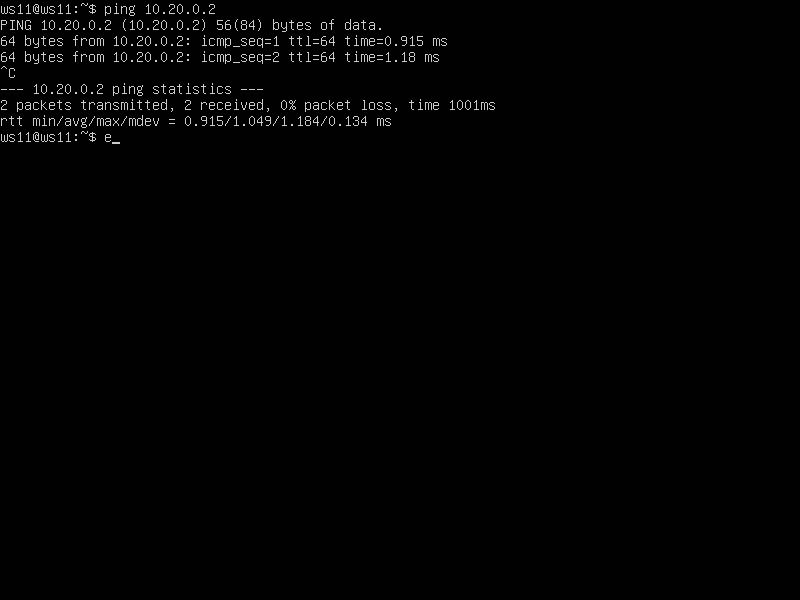 ws11@ws11:~$ ping 10.20.0.2
PING 10.20.0.2 (10.20.0.2) 56(84) bytes of data.
64 bytes from 10.20.0.2: icmp_seq=1 ttl=64 time=0.915 ms
64 bytes from 10.20.0.2: icmp_seq=2 ttl=64 time=1.18 ms
^C
--- 10.20.0.2 ping statistics ---
2 packets transmitted, 2 received, 0% packet loss, time 1001ms
rtt min/avg/max/mdev = 0.915/1.049/1.184/0.134 ms
ws11@ws11:~$ e_